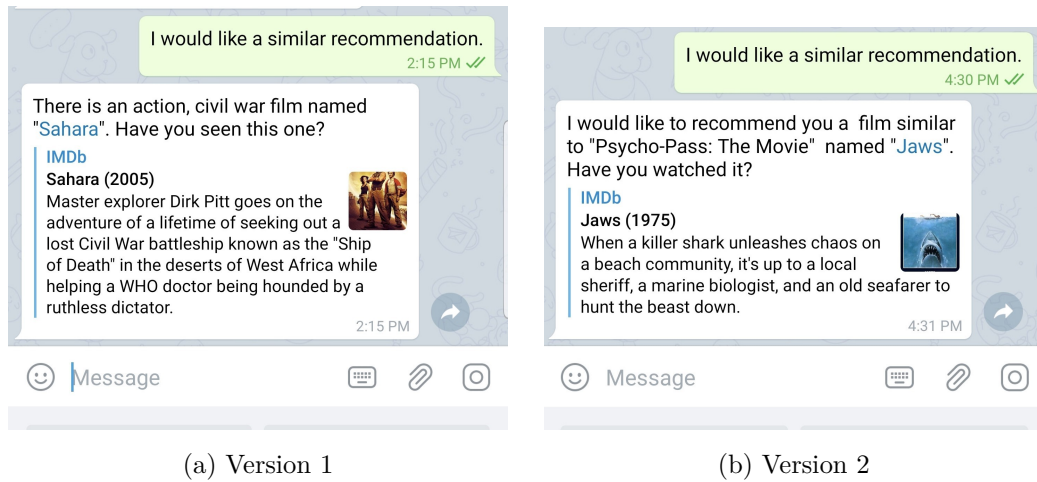 I would like a similar recommendation.
2:15 PM
There is an action, civil war film named
"Sahara". Have you seen this one?
IMDb
Sahara (2005)
Master explorer Dirk Pitt goes on the
adventure of a lifetime of seeking out a
lost Civil War battleship known as the "Ship
of Death" in the deserts of West Africa while
helping a WHO doctor being hounded by a
ruthless dictator.
2:15 PM
Message
(a) Version 1
I would like a similar recommendation.
4:30 PM
I would like to recommend you a  film similar
to "Psycho-Pass: The Movie"  named "Jaws".
Have you watched it?
IMDb
Jaws (1975)
When a killer shark unleashes chaos on
a beach community, it's up to a local
sheriff, a marine biologist, and an old seafarer to
hunt the beast down.
4:31 PM
Message
(b) Version 2